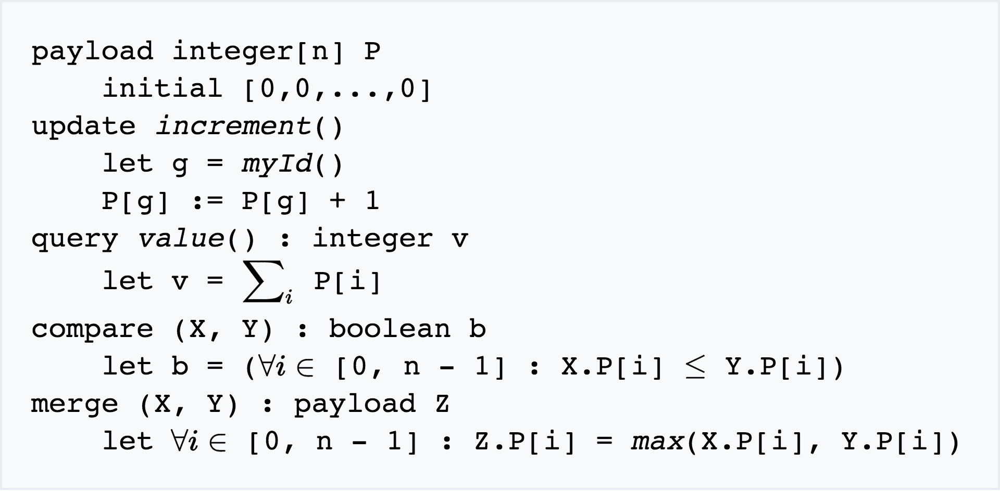 payload integer[n] P
    initial [0,0,...,0]
update increment()
    let g = myId()
    P[g] := P[g] + 1
query value() : integer v
    let v = ∑ᵢ P[i]
compare (X, Y) : boolean b
    let b = (∀i ∈ [0, n - 1] : X.P[i] ≤ Y.P[i])
merge (X, Y) : payload Z
    let ∀i ∈ [0, n - 1] : Z.P[i] = max(X.P[i], Y.P[i])